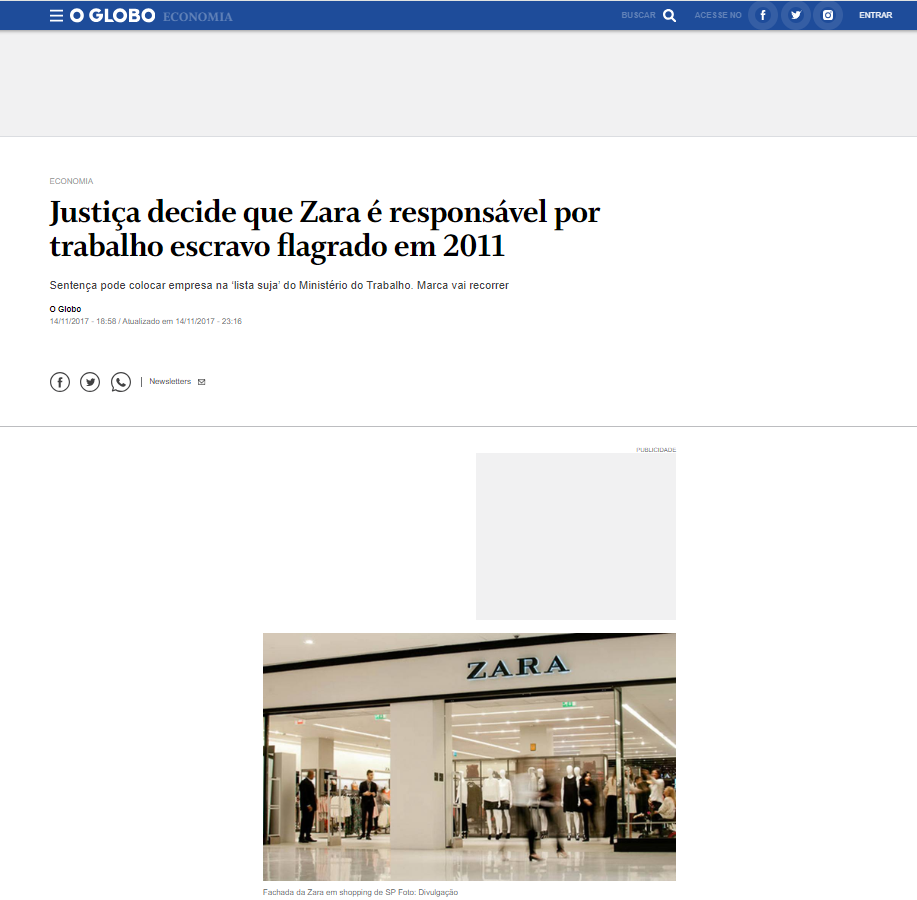 O GLOBO ECONOMIA
BUSCAR ACESSE NO ENTRAR
ECONOMIA
Justiça decide que Zara é responsável por
trabalho escravo flagrado em 2011
Sentença pode colocar empresa na ‘lista suja’ do Ministério do Trabalho. Marca vai recorrer
O Globo
14/11/2017 - 18:58 / Atualizado em 14/11/2017 - 23:16
| Newsletters
PUBLICIDADE
ZARA
Fachada da Zara em shopping de SP Foto: Divulgação